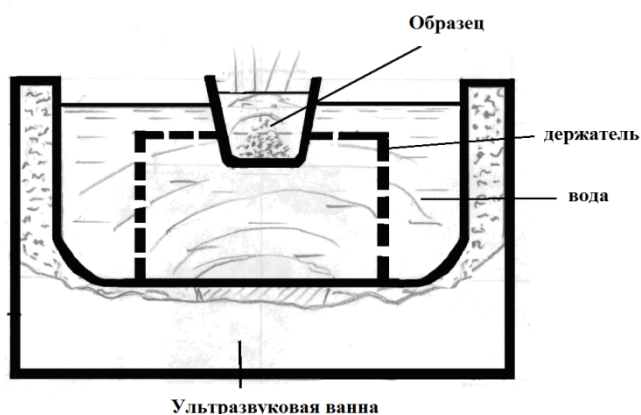 Образец
держатель
вода
Ультразвуковая ванна